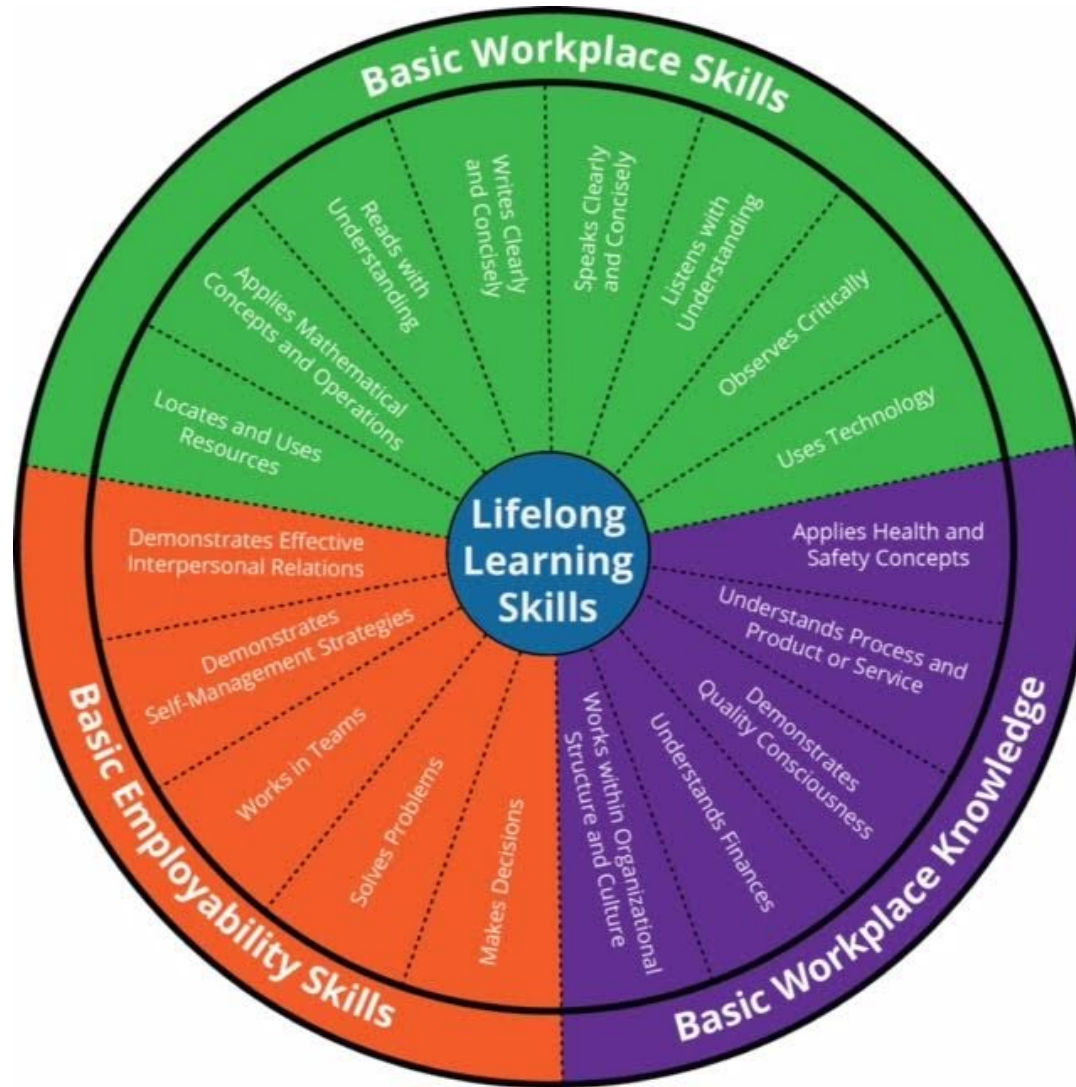 Basic Workplace Skills
Locates and Uses
Resources
Applies Mathematical
Concepts and Operations
Reads with
Understanding
Writes Clearly
and Concisely
Speaks Clearly
and Concisely
Listens with
Understanding
Observes Critically
Uses Technology
Basic Workplace Knowledge
Applies Health and
Safety Concepts
Understands Process and
Product or Service
Demonstrates
Quality Consciousness
Understands Finances
Works within Organizational
Structure and Culture
Basic Employability Skills
Makes Decisions
Solves Problems
Works in Teams
Demonstrates
Self-Management Strategies
Demonstrates Effective
Interpersonal Relations
Lifelong
Learning
Skills